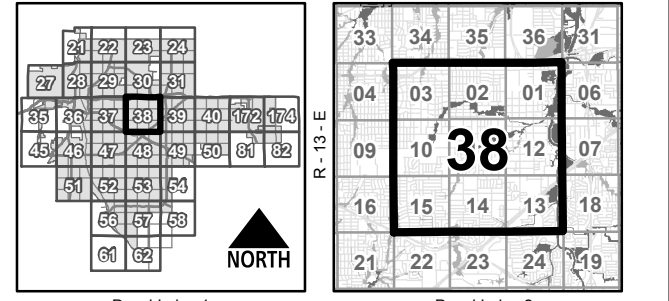 21 22 23 24
27 28 29 30 31
35 36 37 38 39 40 172 174
45 46 47 48 49 50 81 82
51 52 53 54
56 57 58
61 62
NORTH
R - 13 - E
33 34 35 36 31
04 03 02 01 06
09 10 38 12 07
16 15 14 13 18
21 22 23 24 19